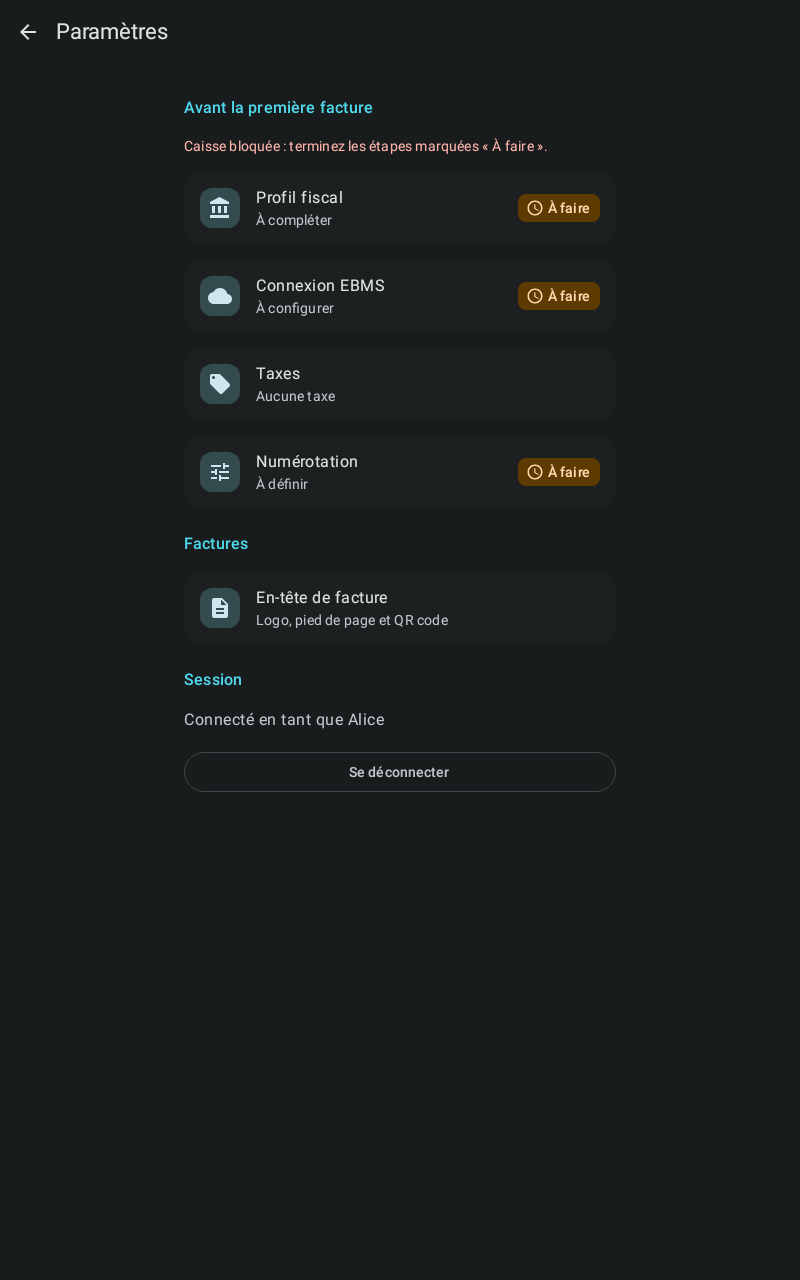 Paramètres
Avant la première facture
Caisse bloquée : terminez les étapes marquées « À faire ».
Profil fiscal
À compléter
À faire
Connexion EBMS
À configurer
À faire
Taxes
Aucune taxe
Numérotation
À définir
À faire
Factures
En-tête de facture
Logo, pied de page et QR code
Session
Connecté en tant que Alice
Se déconnecter